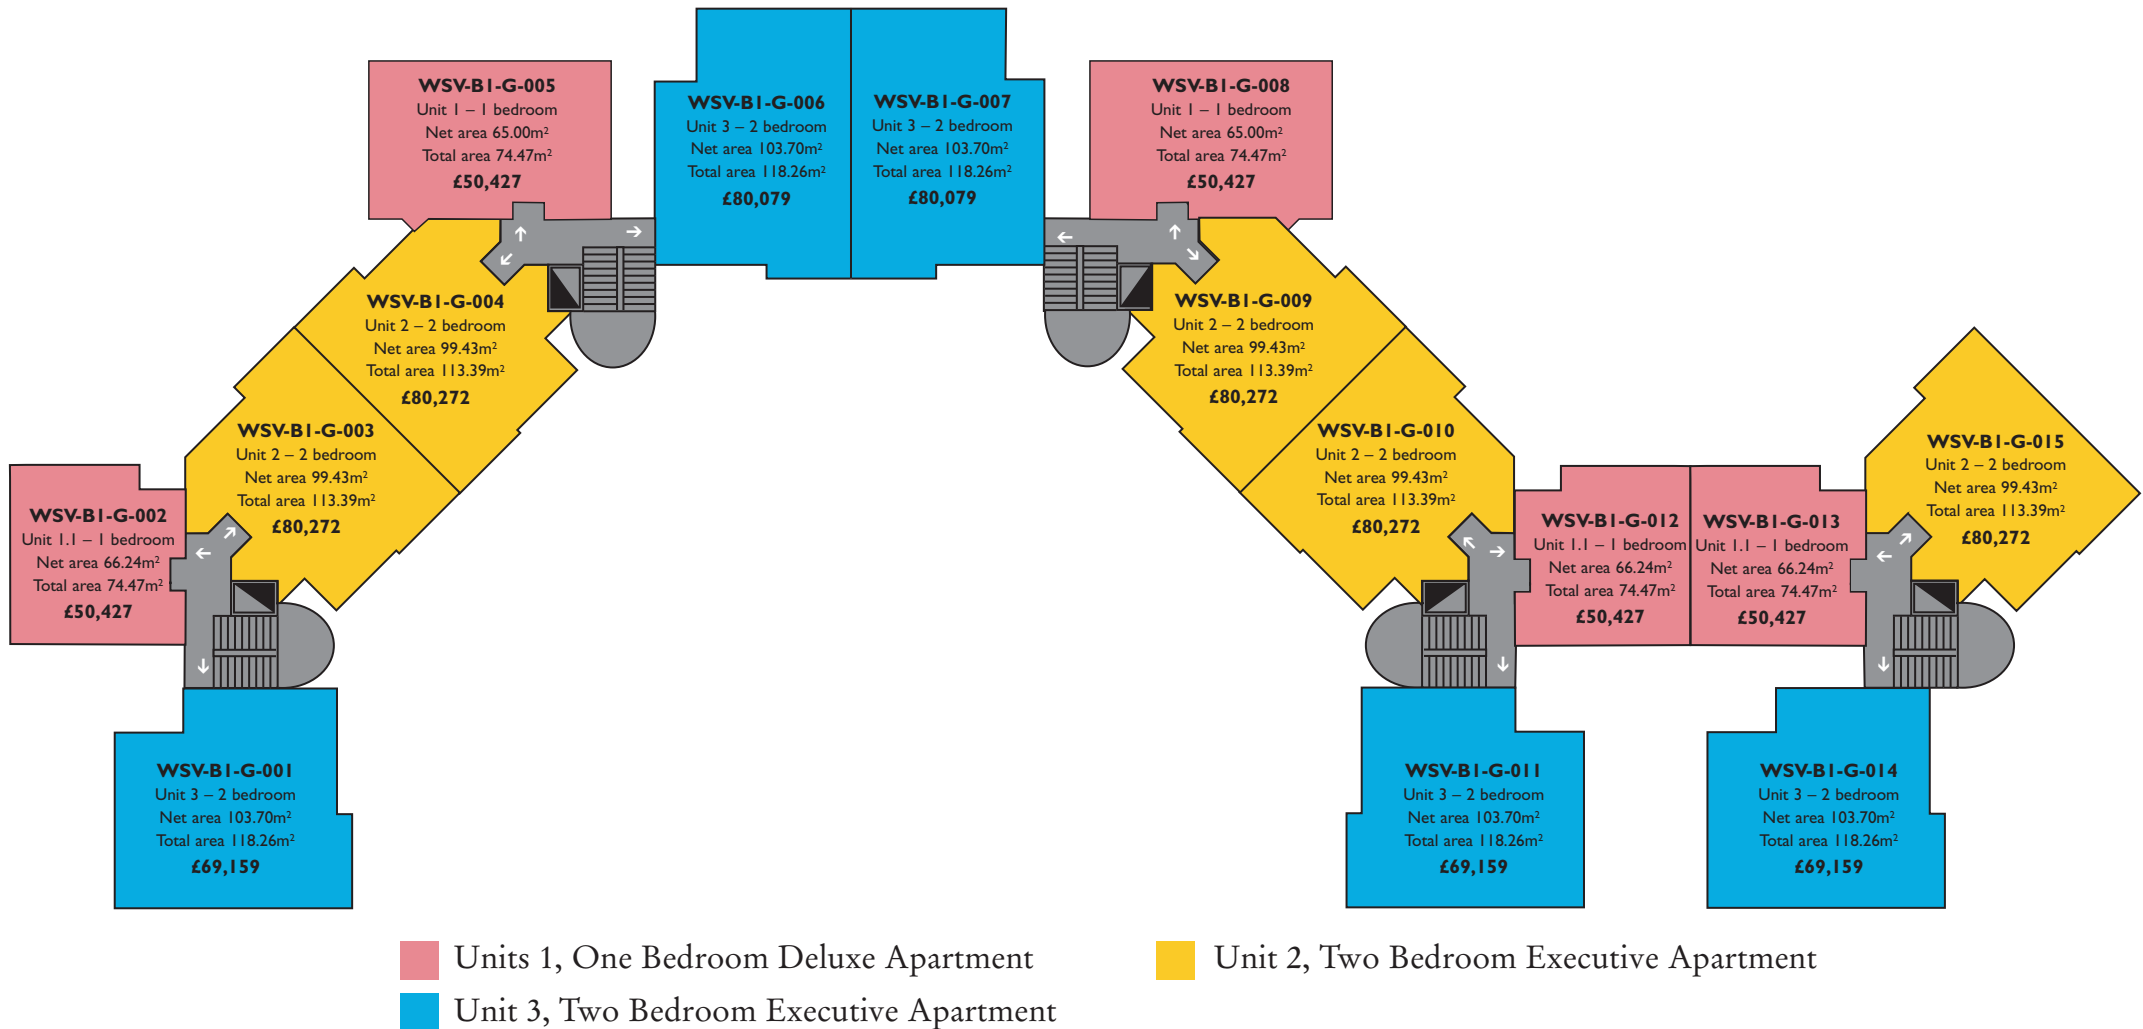 WSV-B1-G-005
Unit 1 – 1 bedroom
Net area 65.00m²
Total area 74.47m²
£50,427
WSV-B1-G-006
Unit 3 – 2 bedroom
Net area 103.70m²
Total area 118.26m²
£80,079
WSV-B1-G-007
Unit 3 – 2 bedroom
Net area 103.70m²
Total area 118.26m²
£80,079
WSV-B1-G-008
Unit 1 – 1 bedroom
Net area 65.00m²
Total area 74.47m²
£50,427
WSV-B1-G-004
Unit 2 – 2 bedroom
Net area 99.43m²
Total area 113.39m²
£80,272
WSV-B1-G-009
Unit 2 – 2 bedroom
Net area 99.43m²
Total area 113.39m²
£80,272
WSV-B1-G-003
Unit 2 – 2 bedroom
Net area 99.43m²
Total area 113.39m²
£80,272
WSV-B1-G-010
Unit 2 – 2 bedroom
Net area 99.43m²
Total area 113.39m²
£80,272
WSV-B1-G-015
Unit 2 – 2 bedroom
Net area 99.43m²
Total area 113.39m²
£80,272
WSV-B1-G-002
Unit 1.1 – 1 bedroom
Net area 66.24m²
Total area 74.47m²
£50,427
WSV-B1-G-012
Unit 1.1 – 1 bedroom
Net area 66.24m²
Total area 74.47m²
£50,427
WSV-B1-G-013
Unit 1.1 – 1 bedroom
Net area 66.24m²
Total area 74.47m²
£50,427
WSV-B1-G-001
Unit 3 – 2 bedroom
Net area 103.70m²
Total area 118.26m²
£69,159
WSV-B1-G-011
Unit 3 – 2 bedroom
Net area 103.70m²
Total area 118.26m²
£69,159
WSV-B1-G-014
Unit 3 – 2 bedroom
Net area 103.70m²
Total area 118.26m²
£69,159
Units 1, One Bedroom Deluxe Apartment
Unit 2, Two Bedroom Executive Apartment
Unit 3, Two Bedroom Executive Apartment